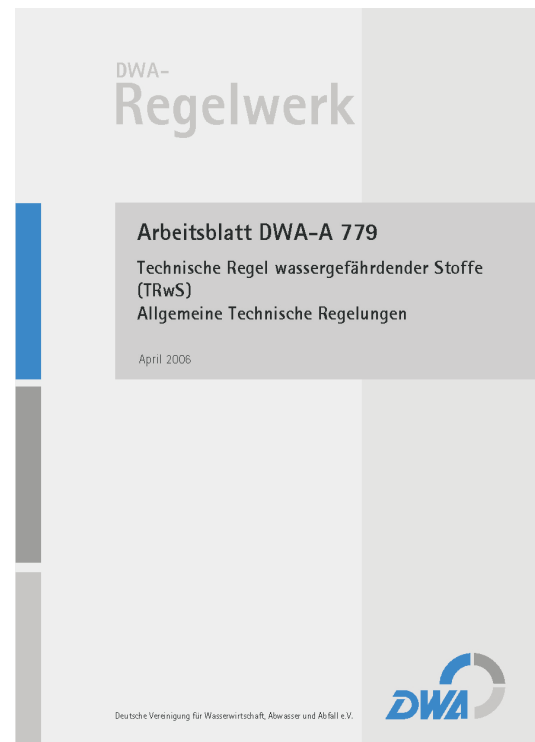 DWA-
Regelwerk
Arbeitsblatt DWA-A 779
Technische Regel wassergefährdender Stoffe
(TRwS)
Allgemeine Technische Regelungen
April 2006
Deutsche Vereinigung für Wasserwirtschaft, Abwasser und Abfall e.V.
DWA